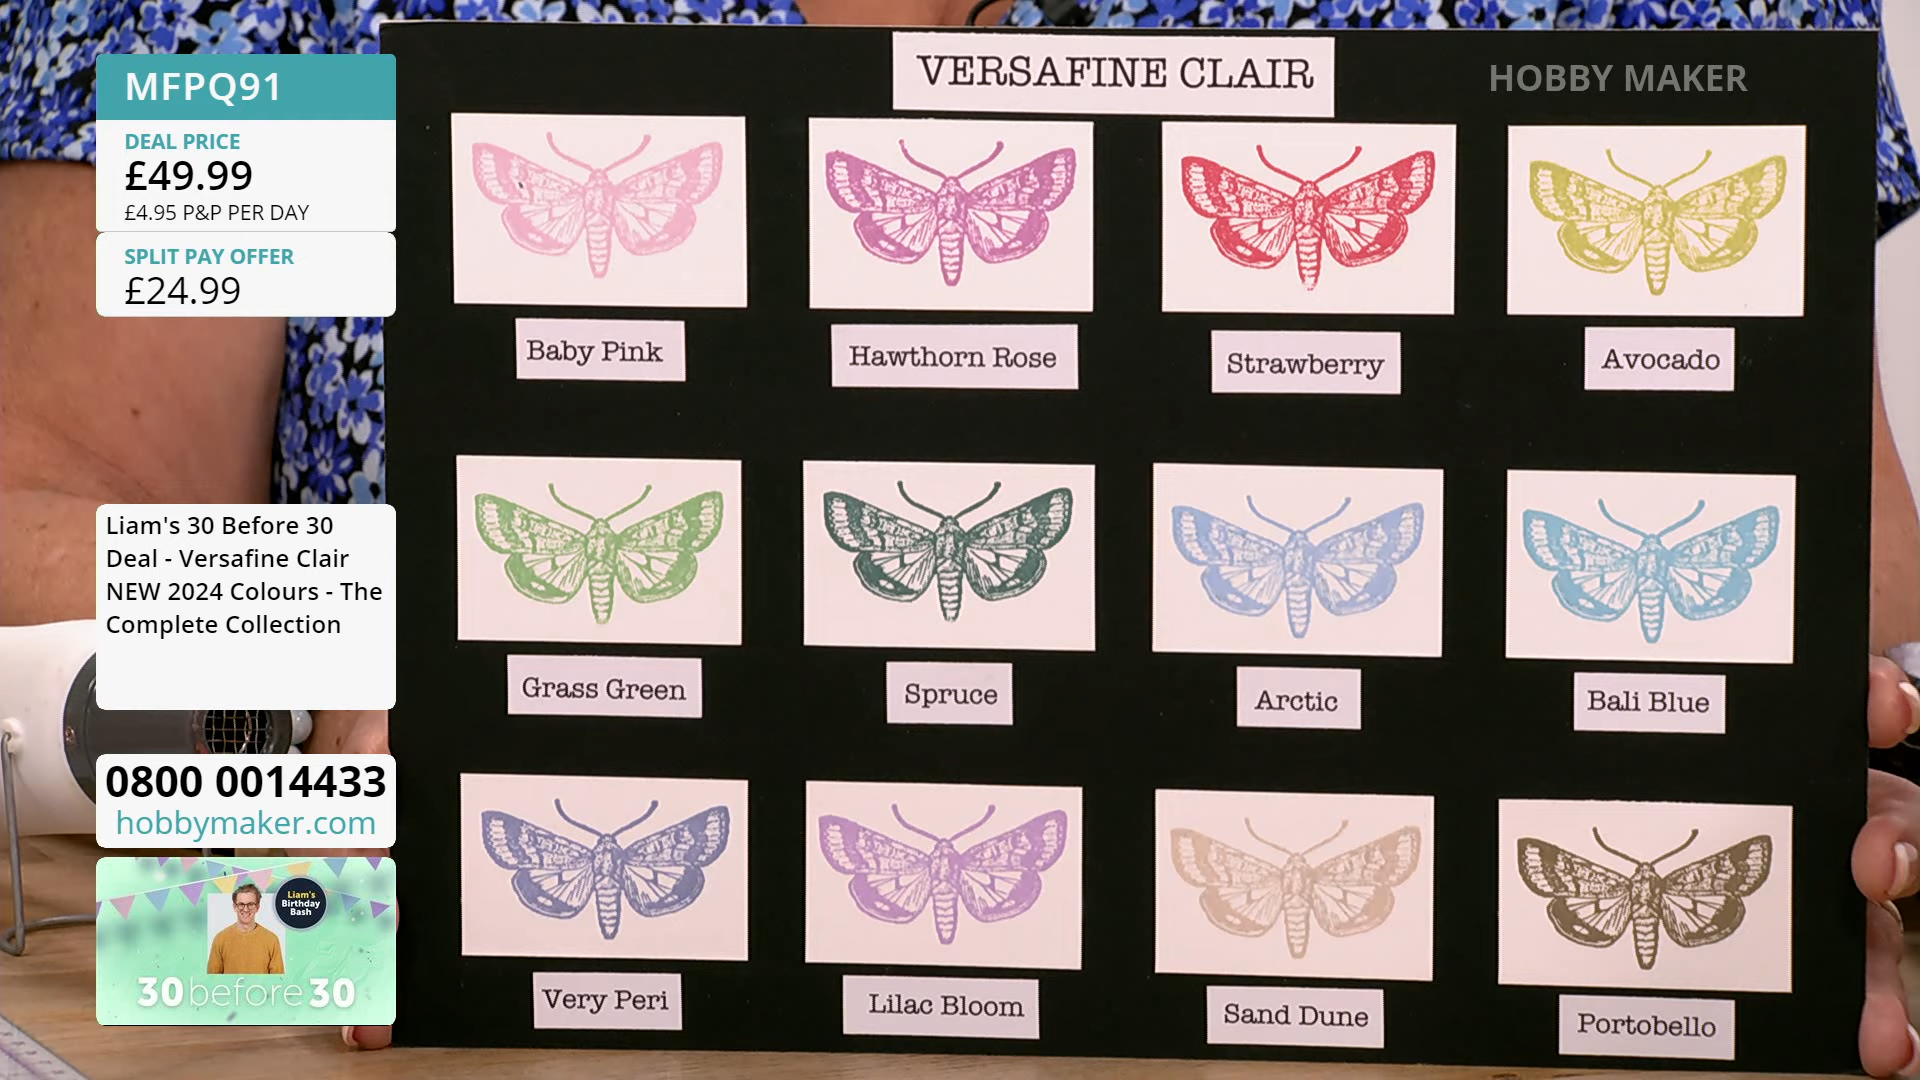 MFPQ91
DEAL PRICE
£49.99
£4.95 P&P PER DAY
SPLIT PAY OFFER
£24.99
Liam's 30 Before 30
Deal - Versafine Clair
NEW 2024 Colours - The
Complete Collection
0800 0014433
hobbymaker.com
Liam's
Birthday
Bash
30before30
VERSAFINE CLAIR
HOBBY MAKER
Baby Pink
Hawthorn Rose
Strawberry
Avocado
Grass Green
Spruce
Arctic
Bali Blue
Very Peri
Lilac Bloom
Sand Dune
Portobello